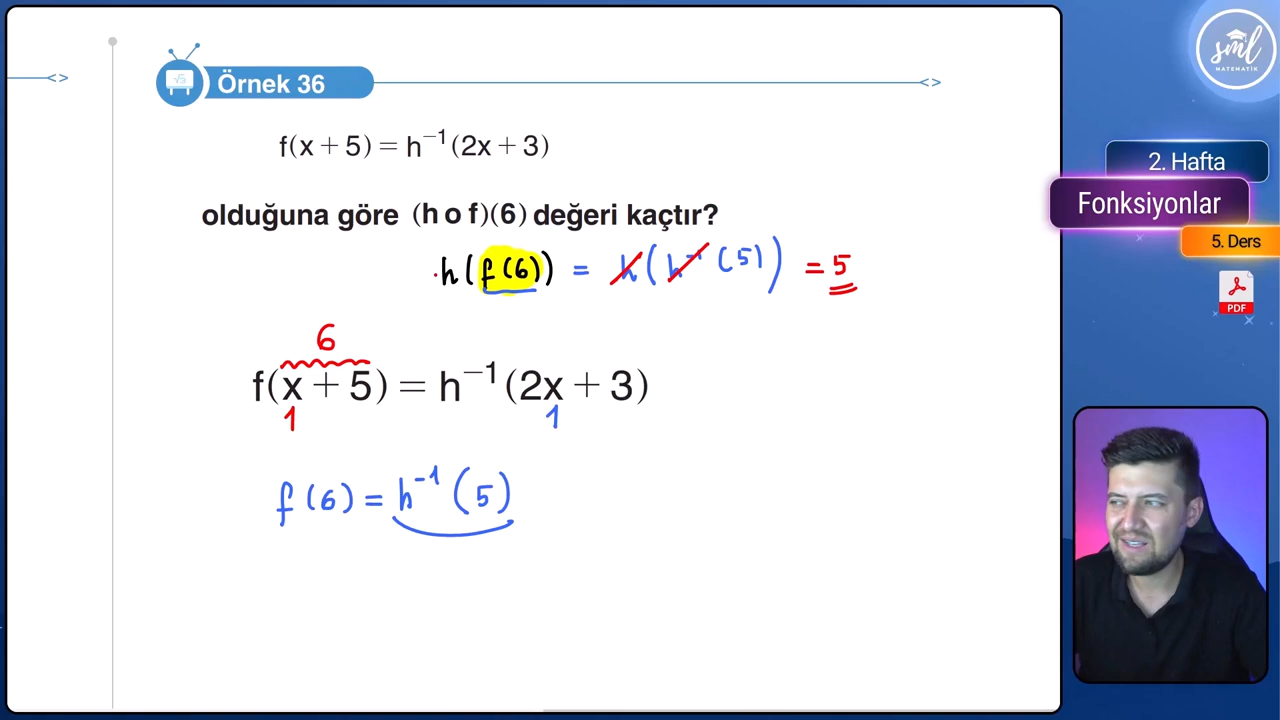 Örnek 36
f(x + 5) = h⁻¹(2x + 3)
olduğuna göre (h o f)(6) değeri kaçtır?
h(f(6)) = h(h⁻¹(5)) = 5
6
f(x + 5) = h⁻¹(2x + 3)
1 1
f(6) = h⁻¹(5)
sml
MATEMATİK
2. Hafta
Fonksiyonlar
5. Ders
PDF